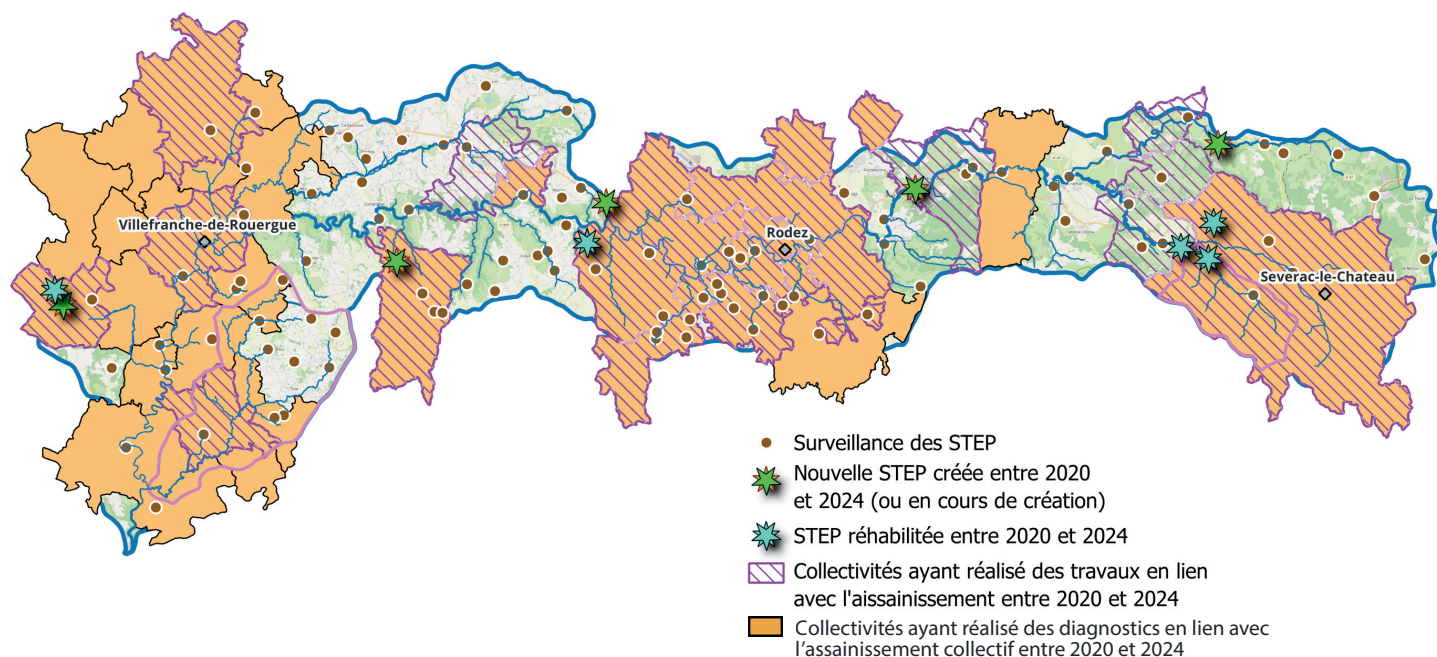 Villefranche-de-Rouergue
Rodez
Severac-le-Chateau
Surveillance des STEP
Nouvelle STEP créée entre 2020
et 2024 (ou en cours de création)
STEP réhabilitée entre 2020 et 2024
Collectivités ayant réalisé des travaux en lien
avec l'aissainissement entre 2020 et 2024
Collectivités ayant réalisé des diagnostics en lien avec
l’assainissement collectif entre 2020 et 2024